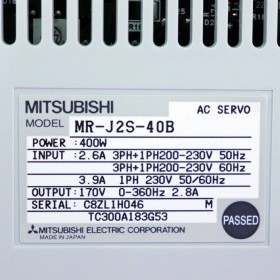 MITSUBISHI
AC SERVO
MODEL MR-J2S-40B
POWER : 400W
INPUT : 2.6A 3PH+1PH200-230V 50Hz
3PH+1PH200-230V 60Hz
3.9A 1PH 230V 50/60Hz
OUTPUT: 170V 0-360Hz 2.8A
SERIAL: C8ZL1H046 M
TC300A183G53
PASSED
MITSUBISHI ELECTRIC CORPORATION
MADE IN JAPAN